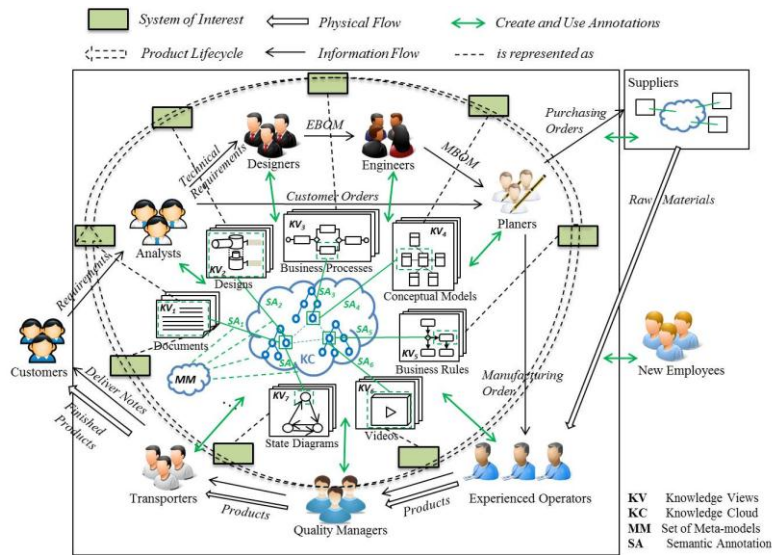 System of Interest
Physical Flow
Create and Use Annotations
Product Lifecycle
Information Flow
is represented as
Suppliers
Purchasing
Orders
EBOM
Designers
Engineers
MBOM
Technical
Requirements
Customer Orders
Raw Materials
Analysts
Planers
Requirements
KV3
Business Processes
KV4
Conceptual Models
KV2
Designs
SA2
SA3
SA4
KV1
Documents
SA1
SA5
KC
KV5
Business Rules
SA6
SA
MM
Customers
New Employees
Deliver Notes
Finished
Products
Manufacturing
Order
KV7
State Diagrams
KV6
Videos
...
Transporters
Products
Quality Managers
Products
Experienced Operators
KV Knowledge Views
KC Knowledge Cloud
MM Set of Meta-models
SA Semantic Annotation